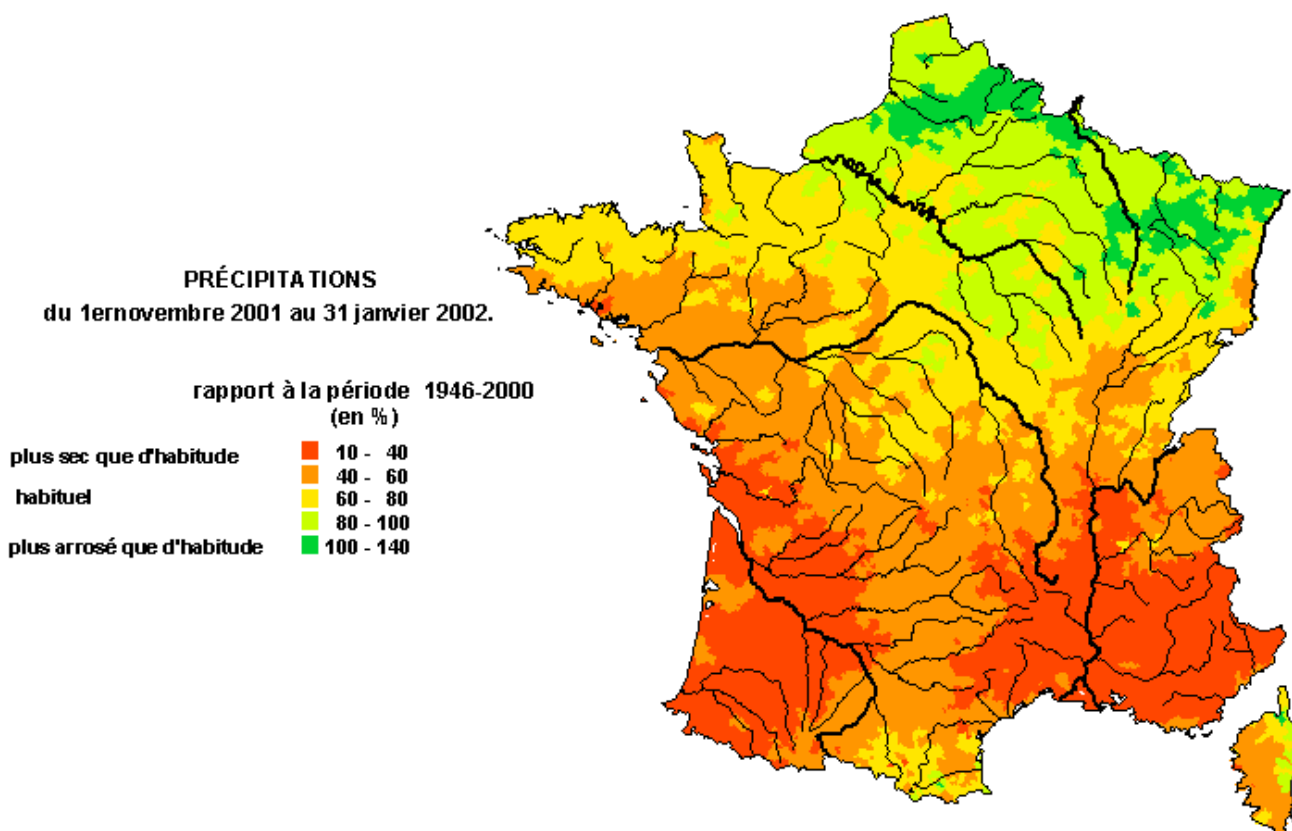 PRÉCIPITATIONS
du 1ernovembre 2001 au 31 janvier 2002.
rapport à la période 1946-2000
(en %)
plus sec que d'habitude
10 - 40
40 - 60
habituel
60 - 80
80 - 100
plus arrosé que d'habitude
100 - 140